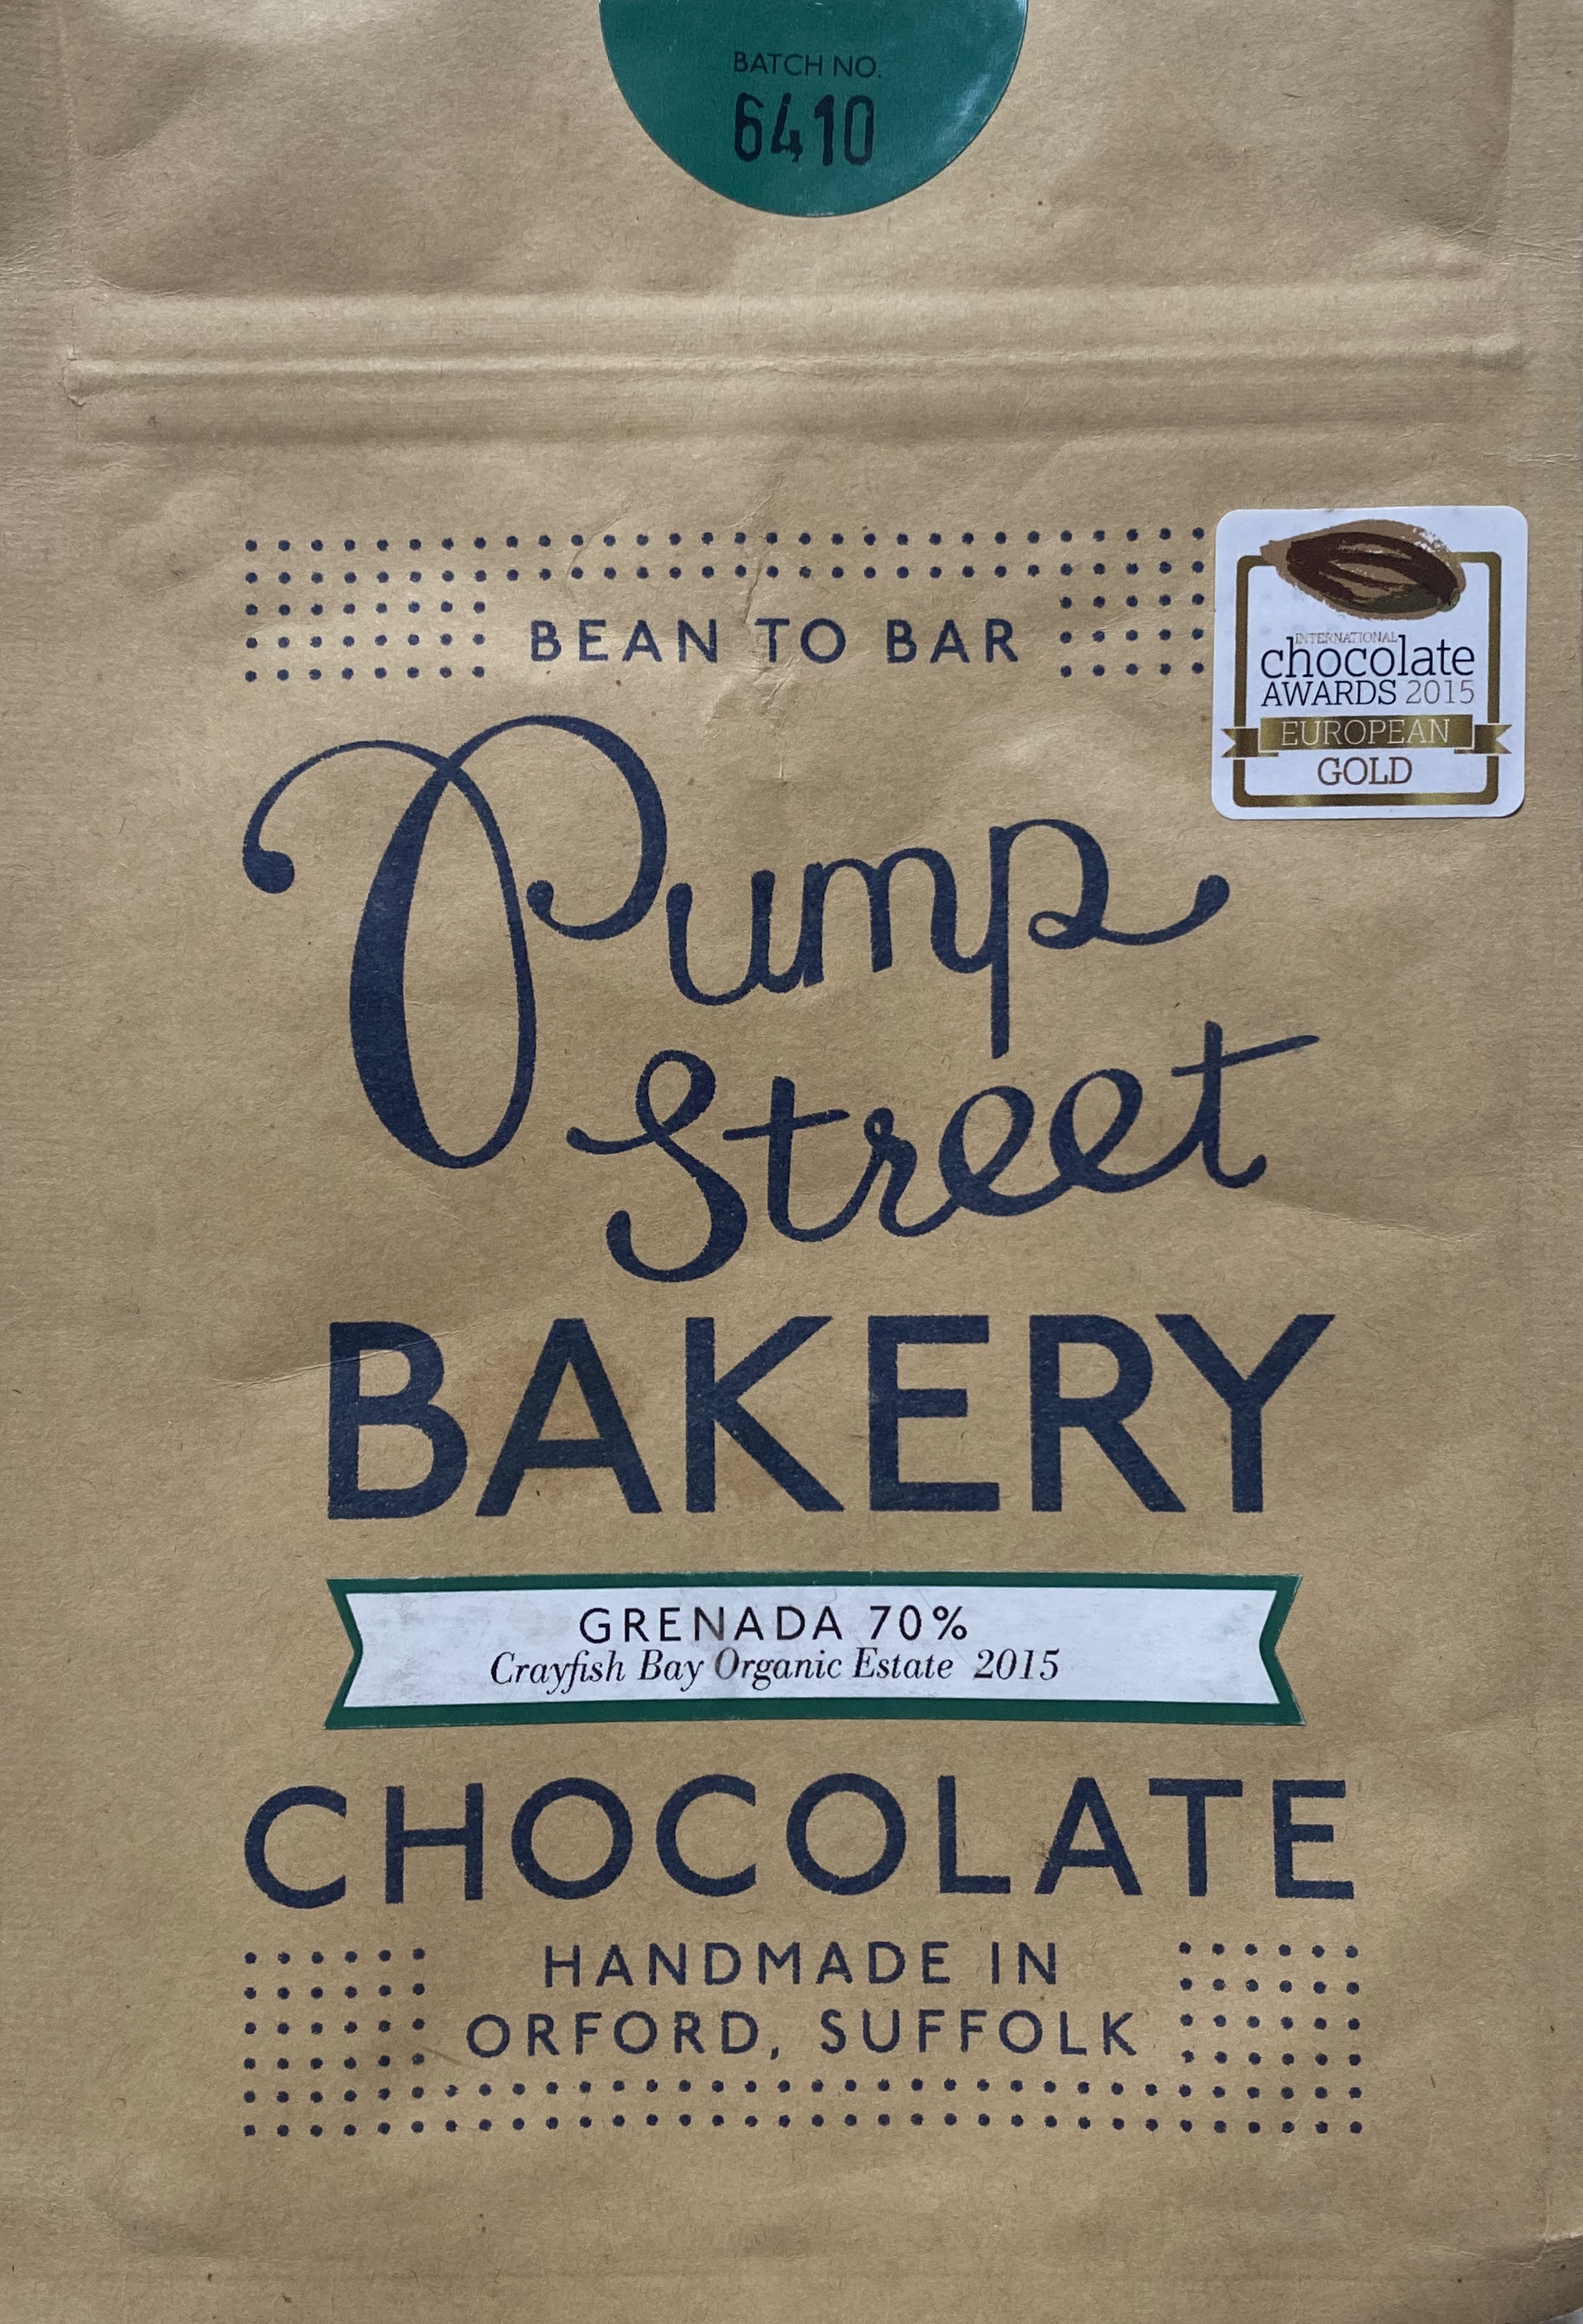 BATCH NO.
6410
BEAN TO BAR
INTERNATIONAL
chocolate
AWARDS 2015
EUROPEAN
GOLD
Pump
Street
BAKERY
GRENADA 70%
Crayfish Bay Organic Estate 2015
CHOCOLATE
HANDMADE IN
ORFORD, SUFFOLK